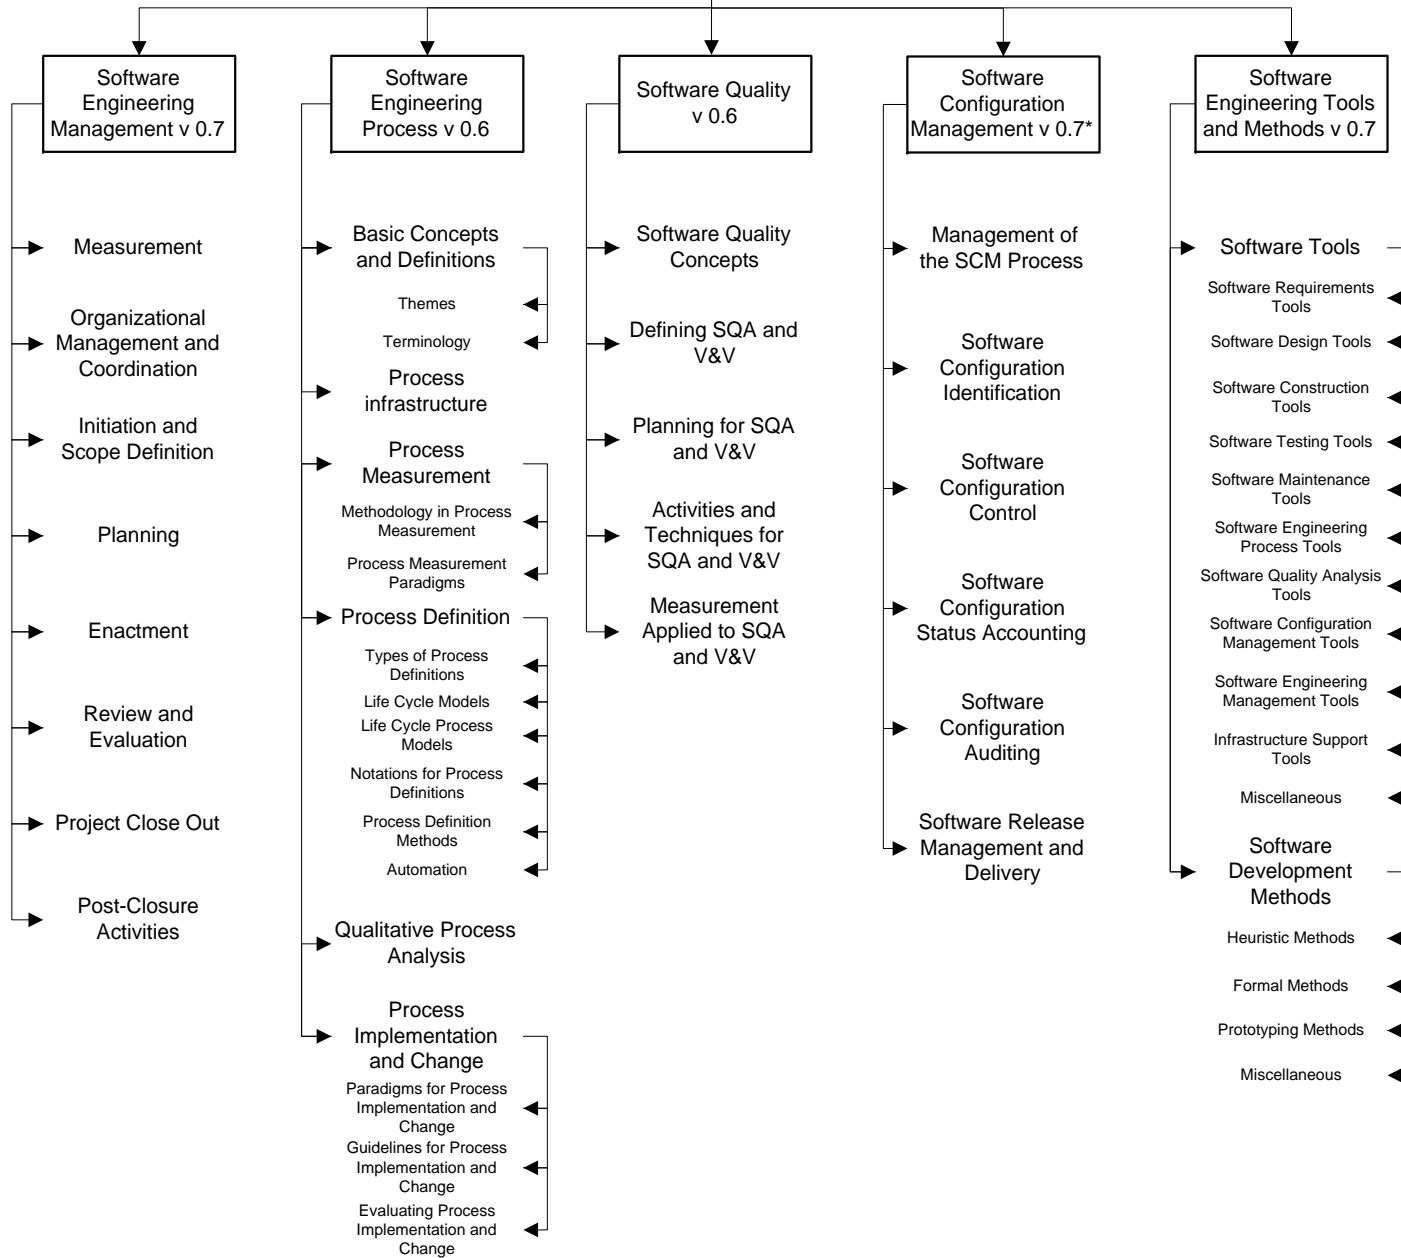 Software
Engineering
Management v 0.7
Measurement
Organizational
Management and
Coordination
Initiation and
Scope Definition
Planning
Enactment
Review and
Evaluation
Project Close Out
Post-Closure
Activities
Software
Engineering
Process v 0.6
Basic Concepts
and Definitions
Themes
Terminology
Process
infrastructure
Process
Measurement
Methodology in Process
Measurement
Process Measurement
Paradigms
Process Definition
Types of Process
Definitions
Life Cycle Models
Life Cycle Process
Models
Notations for Process
Definitions
Process Definition
Methods
Automation
Qualitative Process
Analysis
Process
Implementation
and Change
Paradigms for Process
Implementation and
Change
Guidelines for Process
Implementation and
Change
Evaluating Process
Implementation and
Change
Software Quality
v 0.6
Software Quality
Concepts
Defining SQA and
V&V
Planning for SQA
and V&V
Activities and
Techniques for
SQA and V&V
Measurement
Applied to SQA
and V&V
Software
Configuration
Management v 0.7*
Management of
the SCM Process
Software
Configuration
Identification
Software
Configuration
Control
Software
Configuration
Status Accounting
Software
Configuration
Auditing
Software Release
Management and
Delivery
Software
Engineering Tools
and Methods v 0.7
Software Tools
Software Requirements
Tools
Software Design Tools
Software Construction
Tools
Software Testing Tools
Software Maintenance
Tools
Software Engineering
Process Tools
Software Quality Analysis
Tools
Software Configuration
Management Tools
Software Engineering
Management Tools
Infrastructure Support
Tools
Miscellaneous
Software
Development
Methods
Heuristic Methods
Formal Methods
Prototyping Methods
Miscellaneous